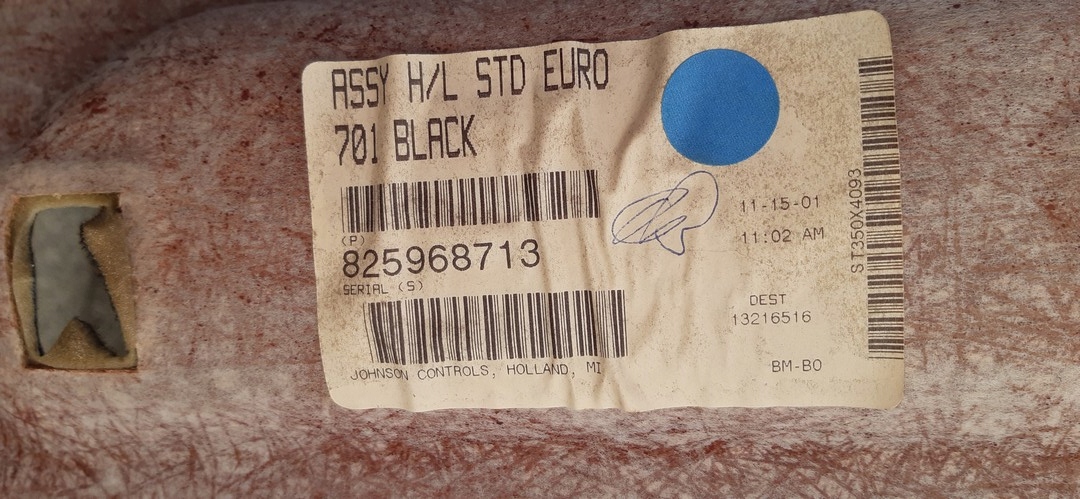 ASSY H/L STD EURO
701 BLACK
(P)
825968713
SERIAL (S)
JOHNSON CONTROLS, HOLLAND, MI
11-15-01
11:02 AM
DEST
13216516
BM-BO
ST350X4093